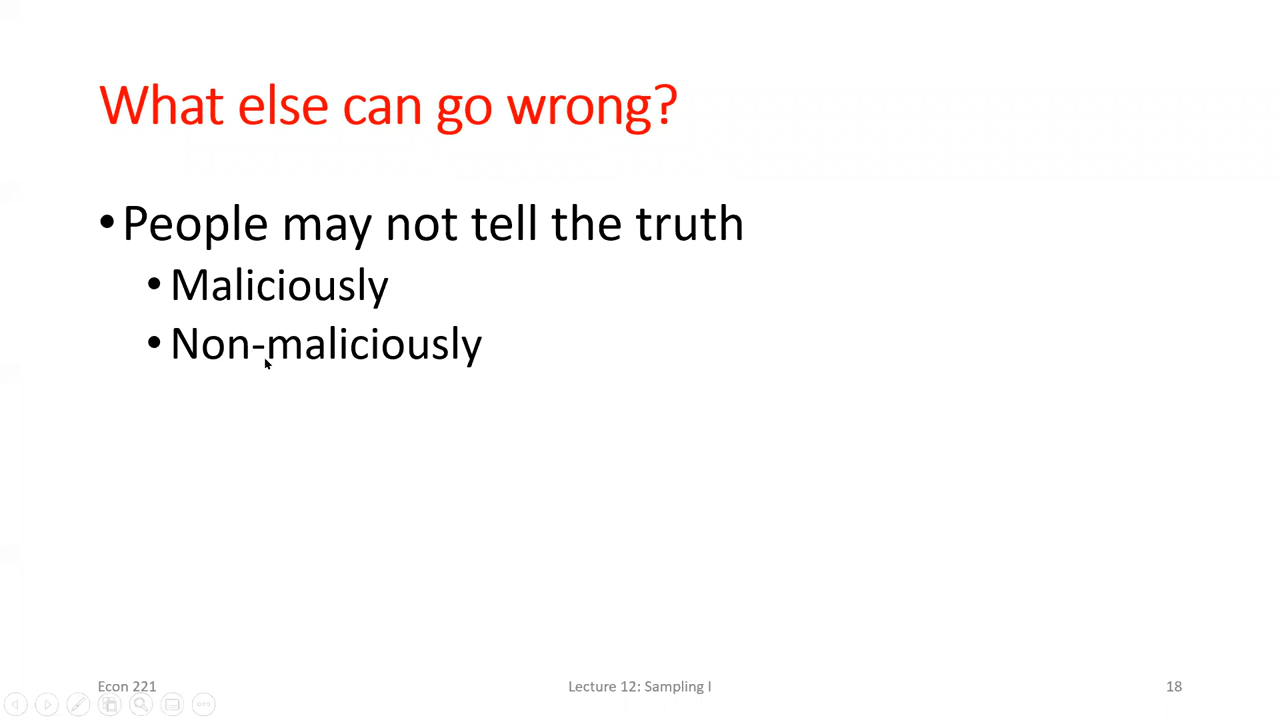 What else can go wrong?
•People may not tell the truth
•Maliciously
•Non-maliciously
Econ 221
Lecture 12: Sampling I
18